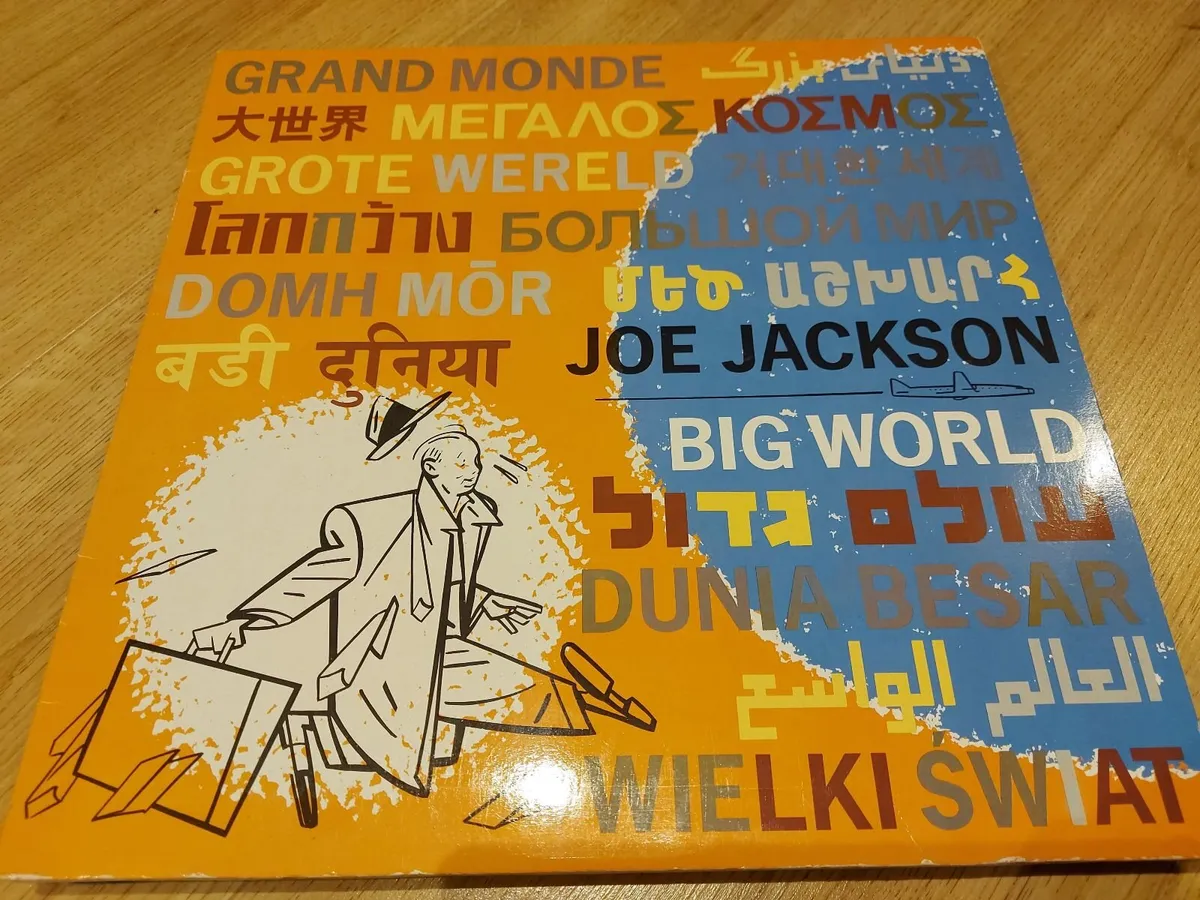 GRAND MONDE دنیای بزرگ
大世界 ΜΕΓΑΛΟΣ ΚΟΣΜΟΣ
GROTE WERELD 거대한 세계
โลกกว้าง БОЛЬШОЙ МИР
DOMH MŌR ՄԵԾ ԱՇԽԱՐՀ
बडी दुनिया JOE JACKSON
BIG WORLD
עולם גדול
DUNIA BESAR
العالم الواسع
WIELKI ŚWIAT